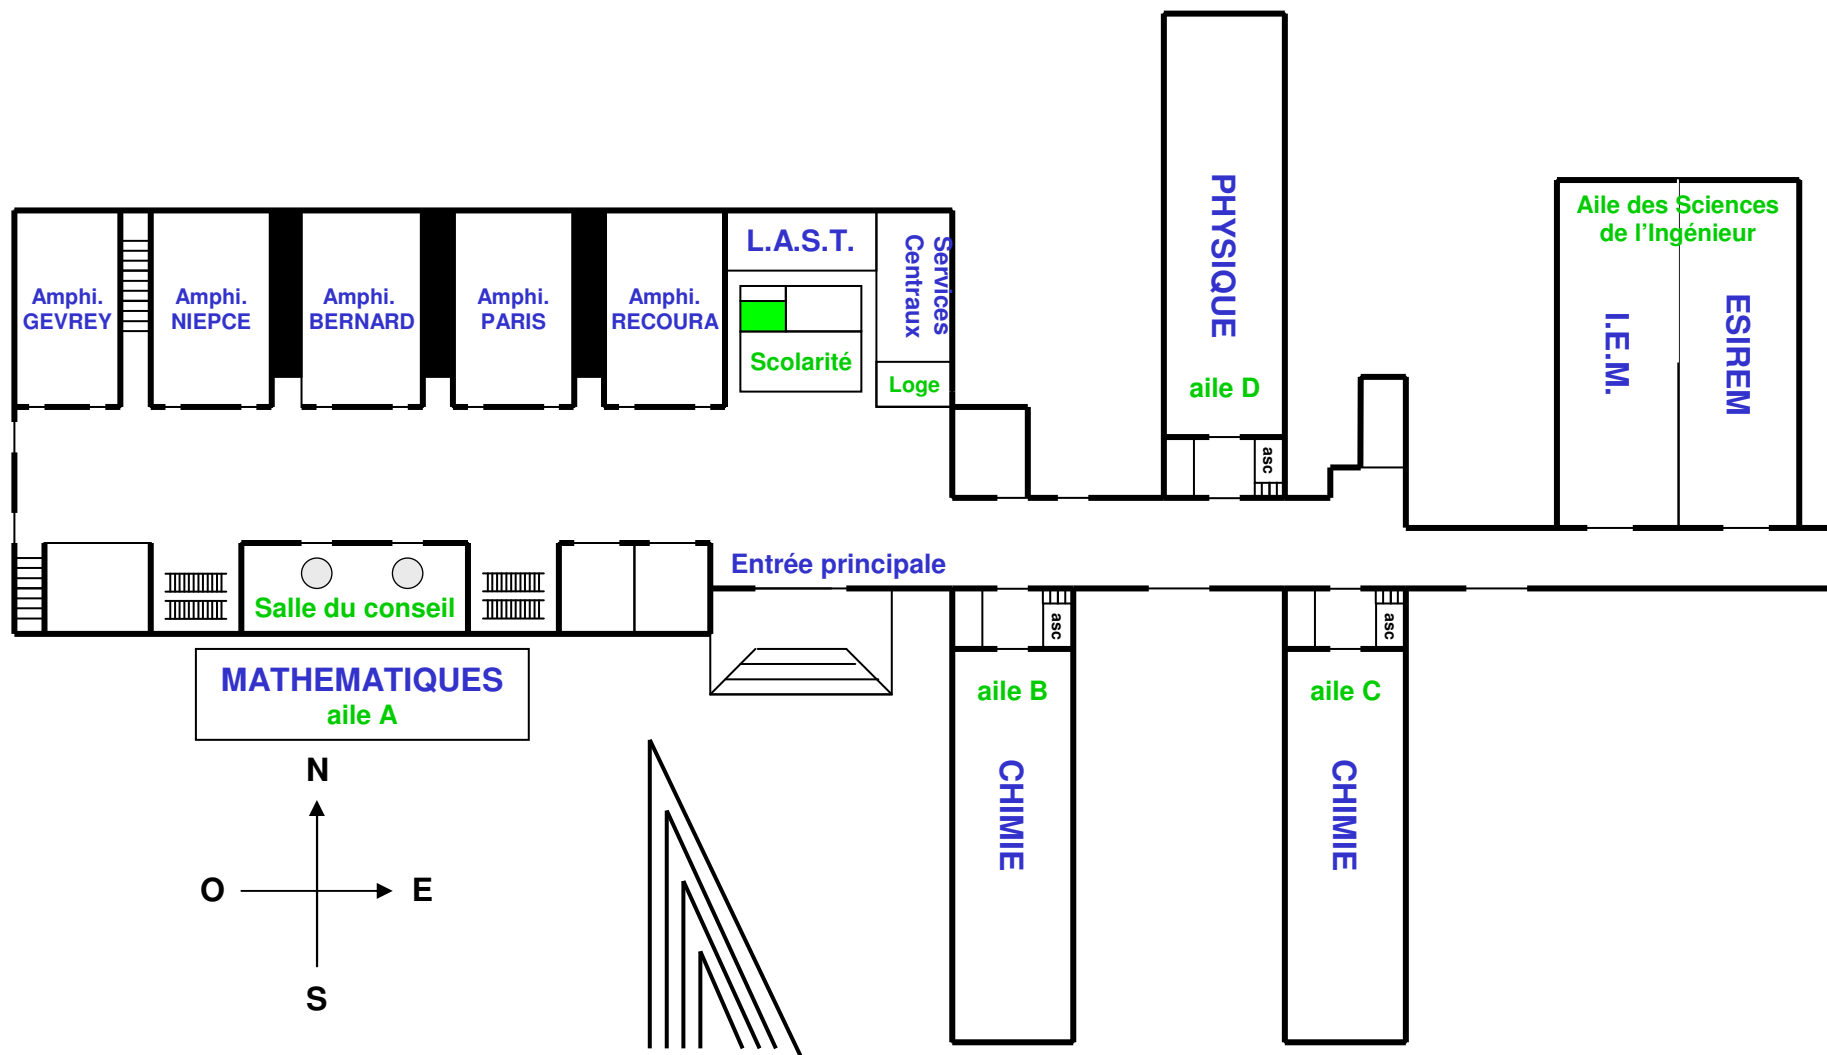 Amphi.
GEVREY
Amphi.
NIEPCE
Amphi.
BERNARD
Amphi.
PARIS
Amphi.
RECOURA
L.A.S.T.
Scolarité
Services
Centraux
Loge
PHYSIQUE
aile D
asc
Aile des Sciences
de l'Ingénieur
I.E.M.
ESIREM
Salle du conseil
Entrée principale
MATHEMATIQUES
aile A
asc
aile B
CHIMIE
asc
aile C
CHIMIE
N
O
E
S